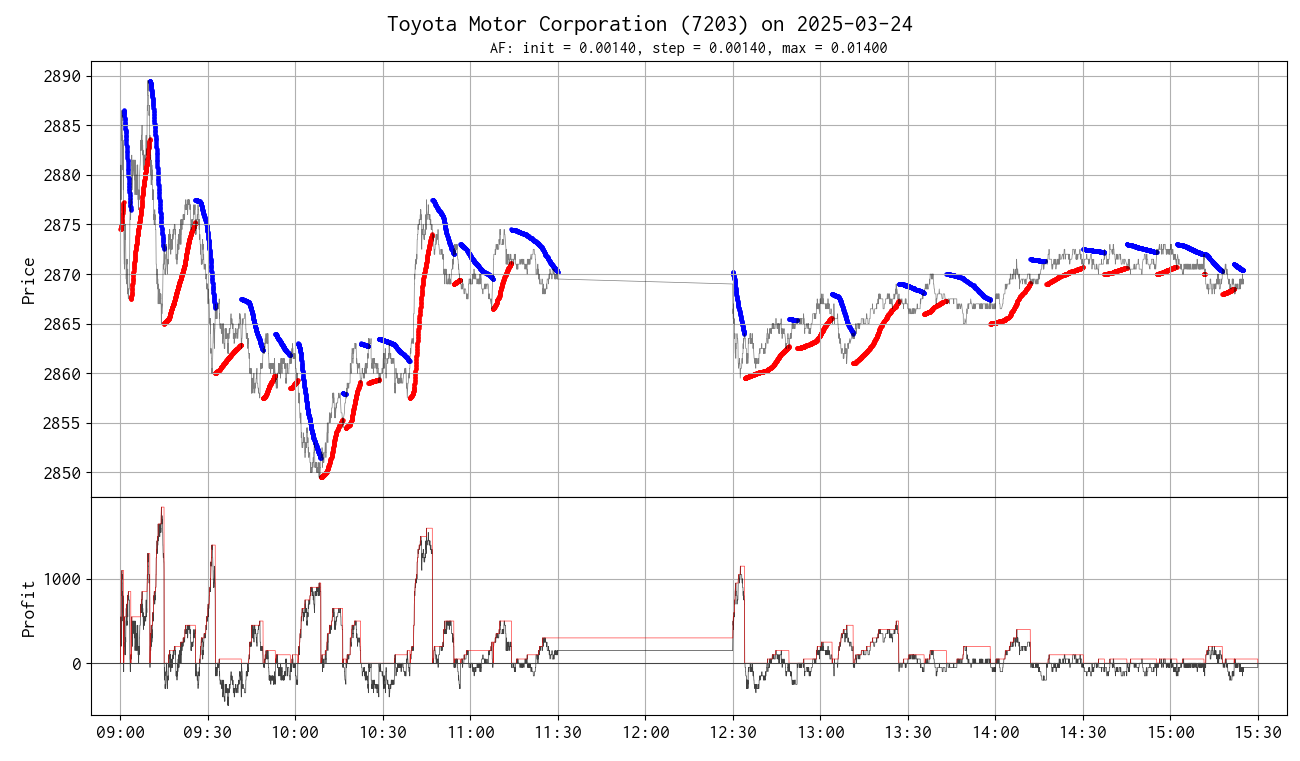 Toyota Motor Corporation (7203) on 2025-03-24
AF: init = 0.00140, step = 0.00140, max = 0.01400
2890
2885
2880
2875
2870
2865
2860
2855
2850
Price
1000
0
Profit
09:00 09:30 10:00 10:30 11:00 11:30 12:00 12:30 13:00 13:30 14:00 14:30 15:00 15:30